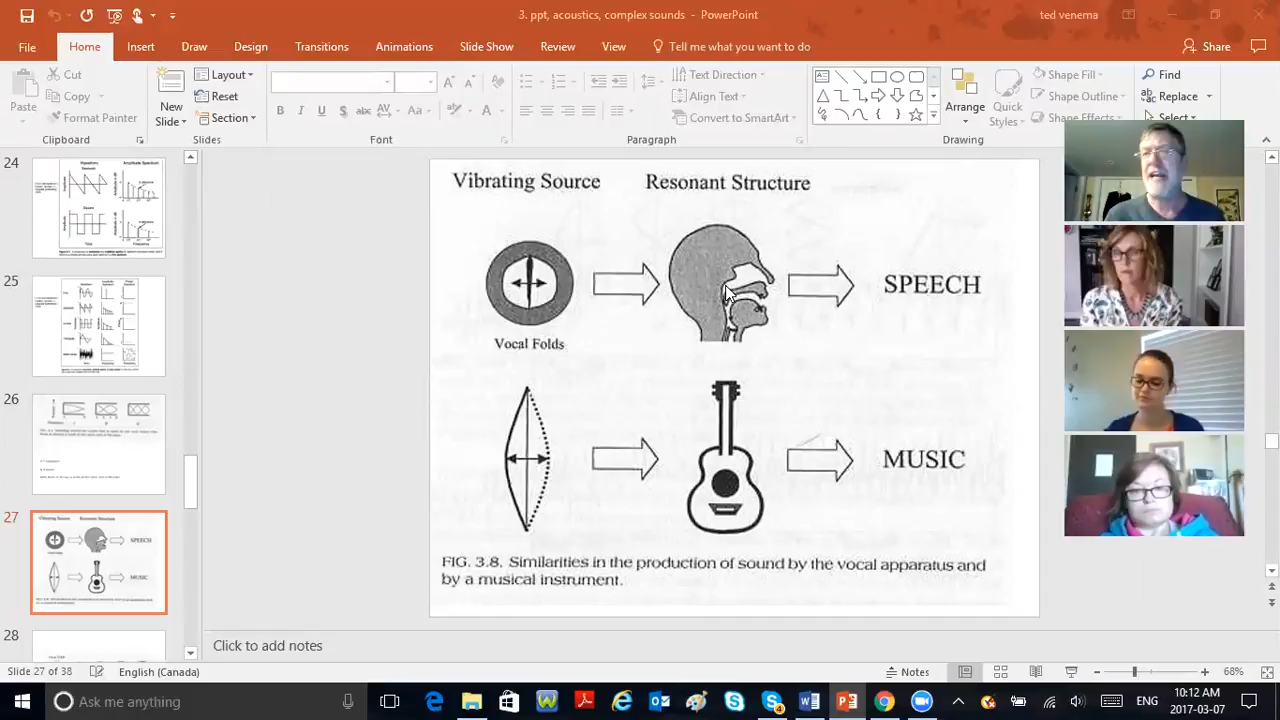 3. ppt, acoustics, complex sounds - PowerPoint
ted venema
File Home Insert Draw Design Transitions Animations Slide Show Review View Tell me what you want to do Share
Paste
Cut
Copy
Format Painter
Clipboard
New
Slide
Layout
Reset
Section
Slides
Font
Text Direction
Align Text
Convert to SmartArt
Paragraph
Arrange
Quick
Styles
Shape Fill
Shape Outline
Shape Effects
Drawing
Find
Replace
Select
24
25
26
27
28
Vibrating Source Resonant Structure
SPEECH
Vocal Folds
MUSIC
FIG. 3.8. Similarities in the production of sound by the vocal apparatus and
by a musical instrument.
Click to add notes
Slide 27 of 38 English (Canada) Notes 68%
Ask me anything ENG 10:12 AM
2017-03-07